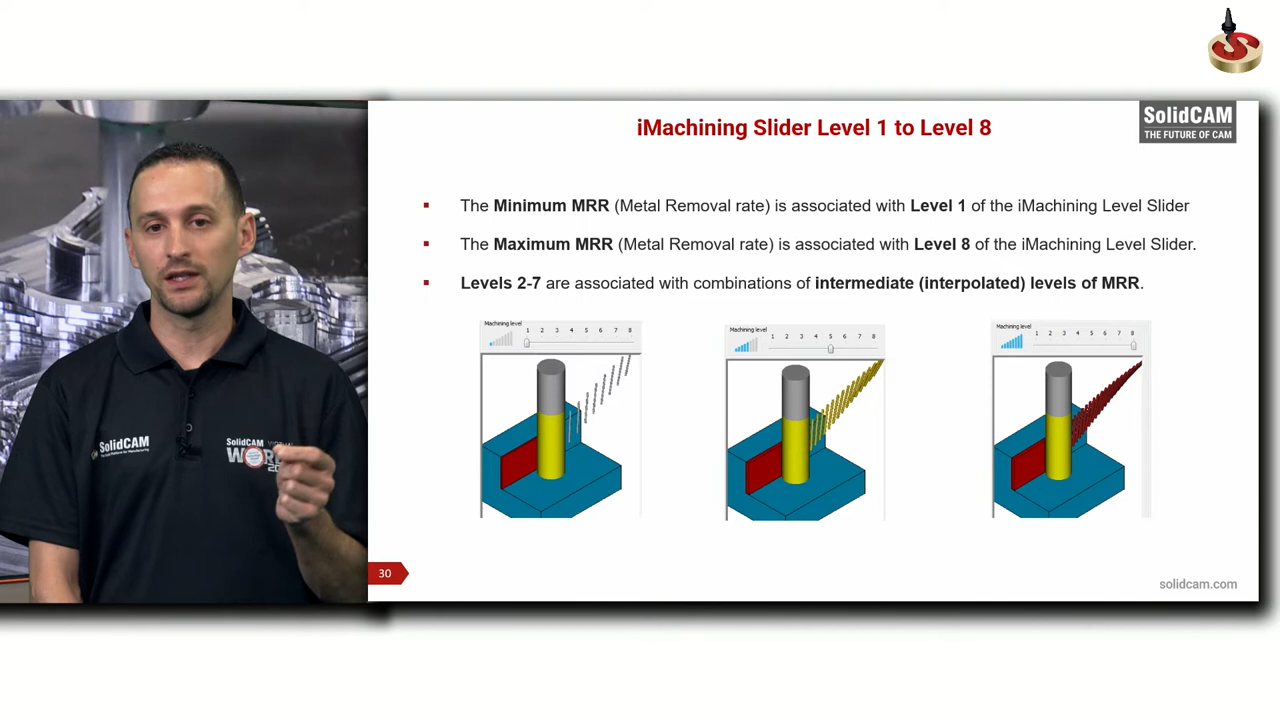 iMachining Slider Level 1 to Level 8
SolidCAM
THE FUTURE OF CAM
▪ The Minimum MRR (Metal Removal rate) is associated with Level 1 of the iMachining Level Slider
▪ The Maximum MRR (Metal Removal rate) is associated with Level 8 of the iMachining Level Slider.
▪ Levels 2-7 are associated with combinations of intermediate (interpolated) levels of MRR.
Machining level
1 2 3 4 5 6 7 8
Machining level
1 2 3 4 5 6 7 8
Machining level
1 2 3 4 5 6 7 8
SolidCAM
SolidCAM
30
solidcam.com